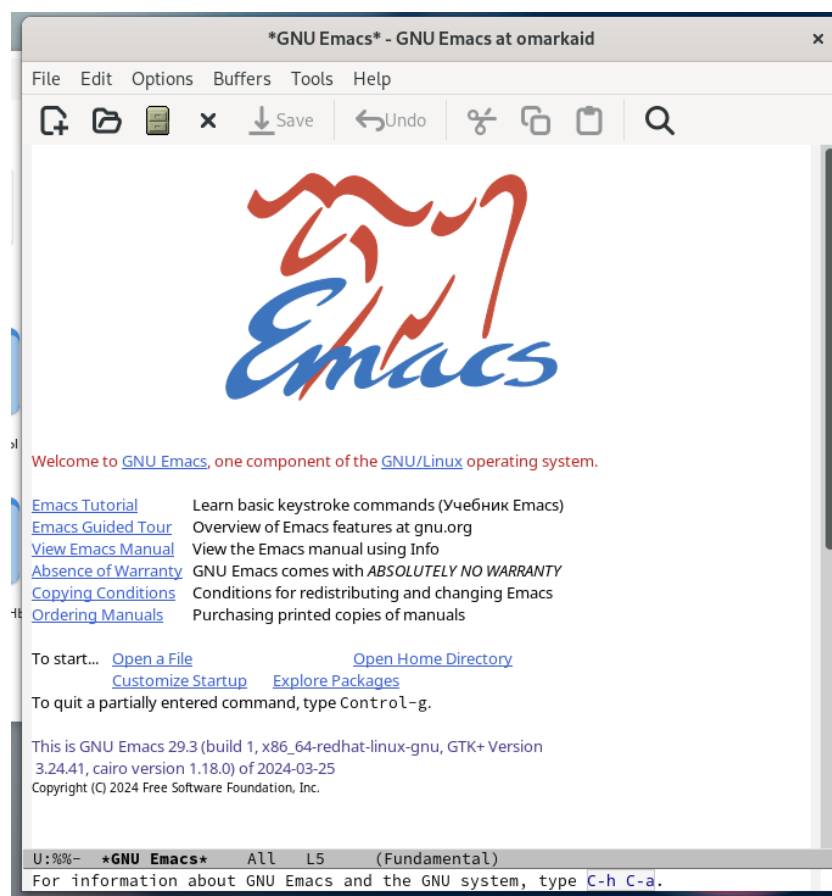 *GNU Emacs* - GNU Emacs at omarkaid
File Edit Options Buffers Tools Help
Save Undo
Emacs
Welcome to GNU Emacs, one component of the GNU/Linux operating system.
Emacs Tutorial Learn basic keystroke commands (Учебник Emacs)
Emacs Guided Tour Overview of Emacs features at gnu.org
View Emacs Manual View the Emacs manual using Info
Absence of Warranty GNU Emacs comes with ABSOLUTELY NO WARRANTY
Copying Conditions Conditions for redistributing and changing Emacs
Ordering Manuals Purchasing printed copies of manuals
To start... Open a File Open Home Directory
Customize Startup Explore Packages
To quit a partially entered command, type Control-g.
This is GNU Emacs 29.3 (build 1, x86_64-redhat-linux-gnu, GTK+ Version
3.24.41, cairo version 1.18.0) of 2024-03-25
Copyright (C) 2024 Free Software Foundation, Inc.
U:%%- *GNU Emacs* All L5 (Fundamental)
For information about GNU Emacs and the GNU system, type C-h C-a.